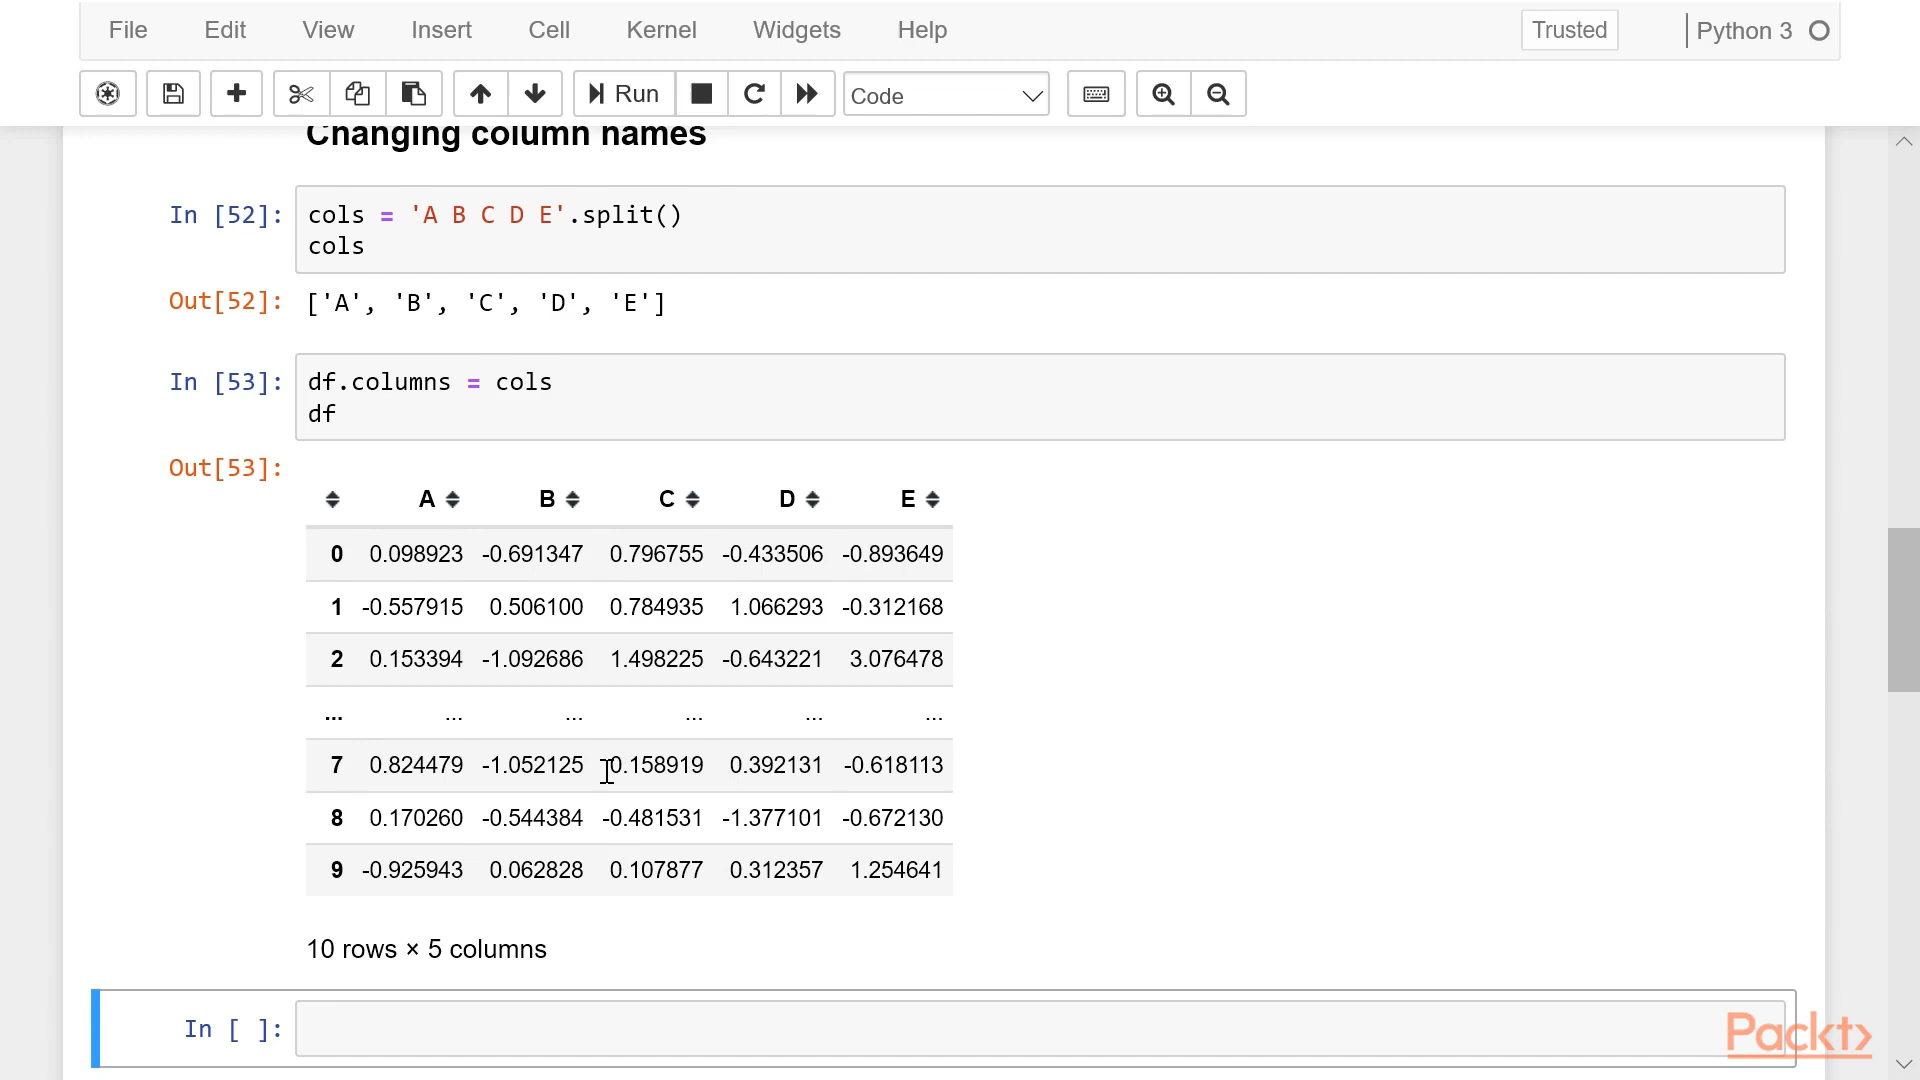 File Edit View Insert Cell Kernel Widgets Help Trusted Python 3
Run Code
Changing column names
In [52]: cols = 'A B C D E'.split()
cols
Out[52]: ['A', 'B', 'C', 'D', 'E']
In [53]: df.columns = cols
df
Out[53]:
A B C D E
0 0.098923 -0.691347 0.796755 -0.433506 -0.893649
1 -0.557915 0.506100 0.784935 1.066293 -0.312168
2 0.153394 -1.092686 1.498225 -0.643221 3.076478
... ... ... ... ... ...
7 0.824479 -1.052125 0.158919 0.392131 -0.618113
8 0.170260 -0.544384 -0.481531 -1.377101 -0.672130
9 -0.925943 0.062828 0.107877 0.312357 1.254641
10 rows × 5 columns
In [ ]:
Packt>